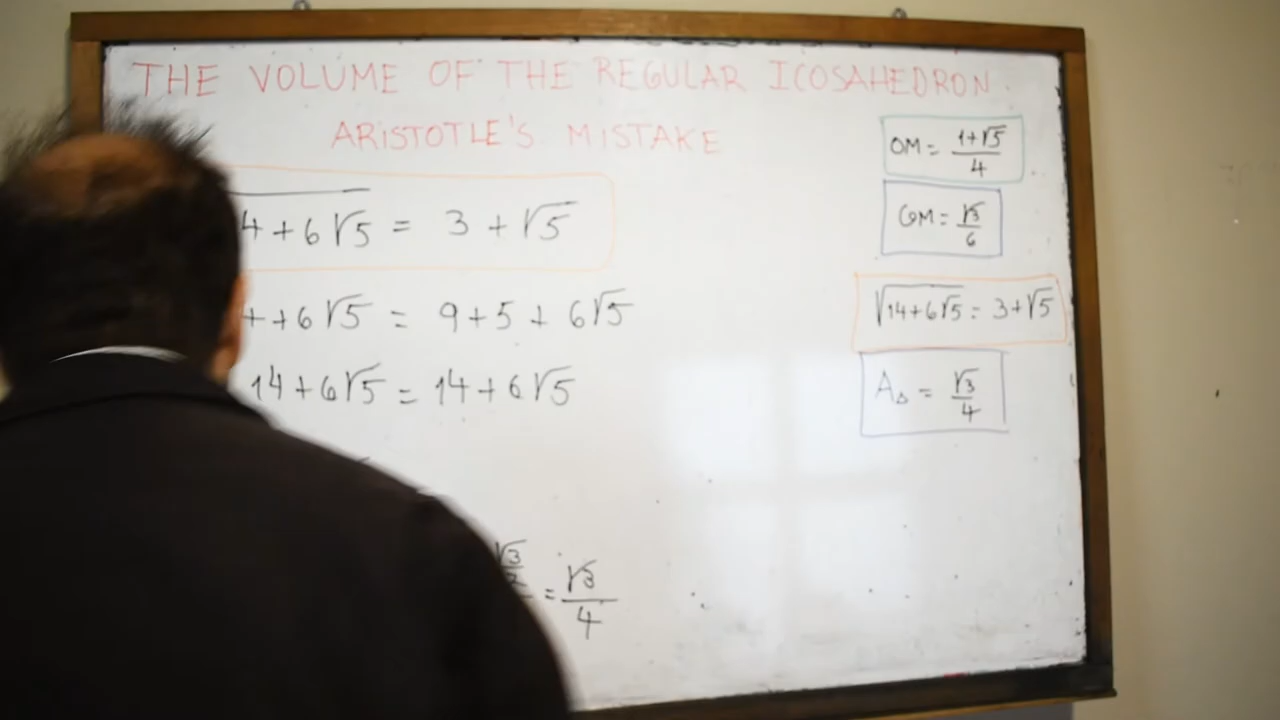 THE VOLUME OF THE REGULAR ICOSAHEDRON.
ARISTOTLE'S MISTAKE
4 + 6√5 = 3 + √5
+ 6√5 = 9 + 5 + 6√5
14 + 6√5 = 14 + 6√5
√3/2 = √3/4
OM = (1+√5)/4
GM = √3/6
√(14+6√5) = 3+√5
A△ = √3/4